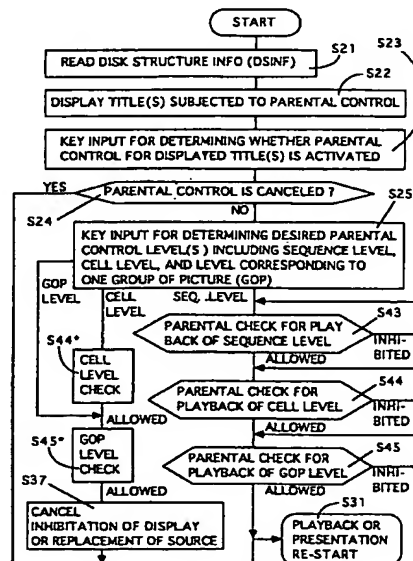 START
S21
S23
READ DISK STRUCTURE INFO (DSINF)
S22
DISPLAY TITLE(S) SUBJECTED TO PARENTAL CONTROL
KEY INPUT FOR DETERMINING WHETHER PARENTAL
CONTROL FOR DISPLAYED TITLE(S) IS ACTIVATED
YES
PARENTAL CONTROL IS CANCELED ?
S25
S24
NO
KEY INPUT FOR DETERMINING DESIRED PARENTAL
CONTROL LEVEL(S) INCLUDING SEQUENCE LEVEL,
CELL LEVEL, AND LEVEL CORRESPONDING TO
ONE GROUP OF PICTURE (GOP)
GOP
LEVEL
CELL
LEVEL
SEQ. LEVEL
S43
PARENTAL CHECK FOR PLAY
BACK OF SEQUENCE LEVEL
INHI-
BITED
S44*
CELL
LEVEL
CHECK
ALLOWED
S44
PARENTAL CHECK FOR
PLAYBACK OF CELL LEVEL
INHI-
BITED
ALLOWED
S45*
GOP
LEVEL
CHECK
ALLOWED
S45
PARENTAL CHECK FOR
PLAYBACK OF GOP LEVEL
INHI-
BITED
S37
ALLOWED
ALLOWED
S31
CANCEL
INHIBITATION OF DISPLAY
OR REPLACEMENT OF SOURCE
PLAYBACK OR
PRESENTATION
RE-START